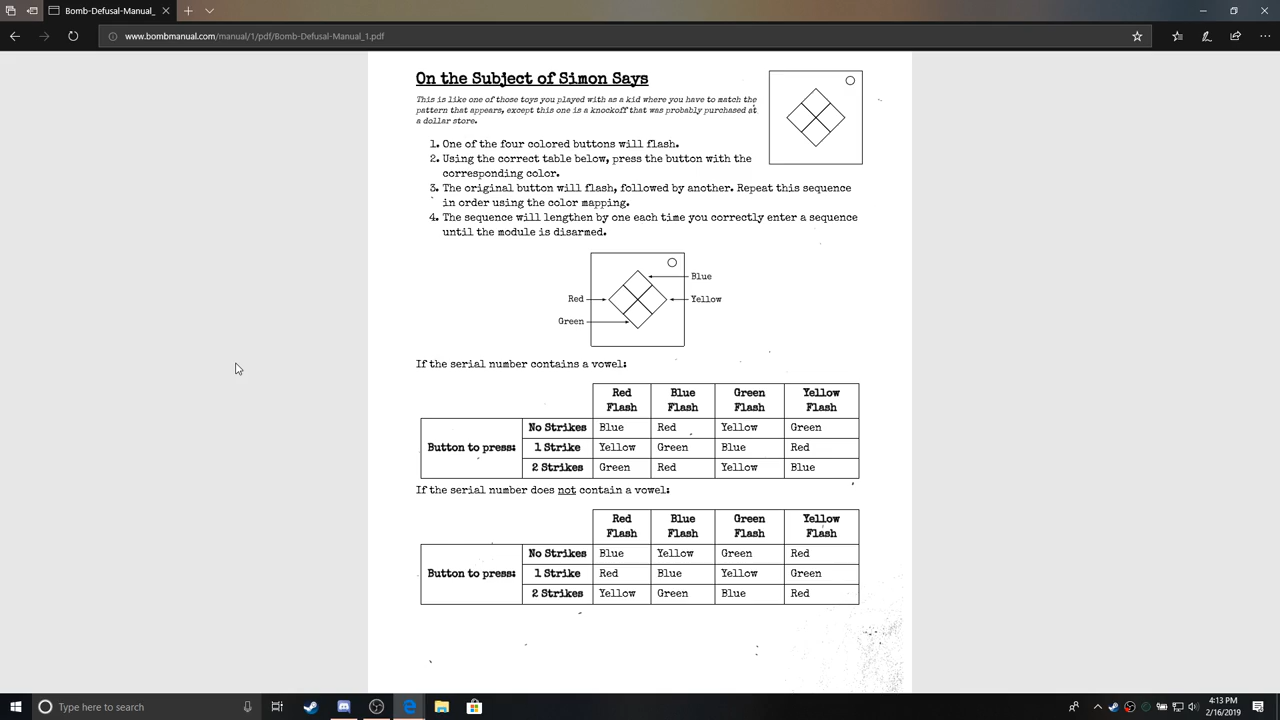 Bomb-Defusal-Manual_
www.bombmanual.com/manual/1/pdf/Bomb-Defusal-Manual_1.pdf
On the Subject of Simon Says
This is like one of those toys you played with as a kid where you have to match the
pattern that appears, except this one is a knockoff that was probably purchased at
a dollar store.
1. One of the four colored buttons will flash.
2. Using the correct table below, press the button with the
corresponding color.
3. The original button will flash, followed by another. Repeat this sequence
in order using the color mapping.
4. The sequence will lengthen by one each time you correctly enter a sequence
until the module is disarmed.
Blue
Red
Yellow
Green
If the serial number contains a vowel:
Red Blue Green Yellow
Flash Flash Flash Flash
No Strikes Blue Red Yellow Green
Button to press: 1 Strike Yellow Green Blue Red
2 Strikes Green Red Yellow Blue
If the serial number does not contain a vowel:
Red Blue Green Yellow
Flash Flash Flash Flash
No Strikes Blue Yellow Green Red
Button to press: 1 Strike Red Blue Yellow Green
2 Strikes Yellow Green Blue Red
Type here to search
4:13 PM
2/16/2019